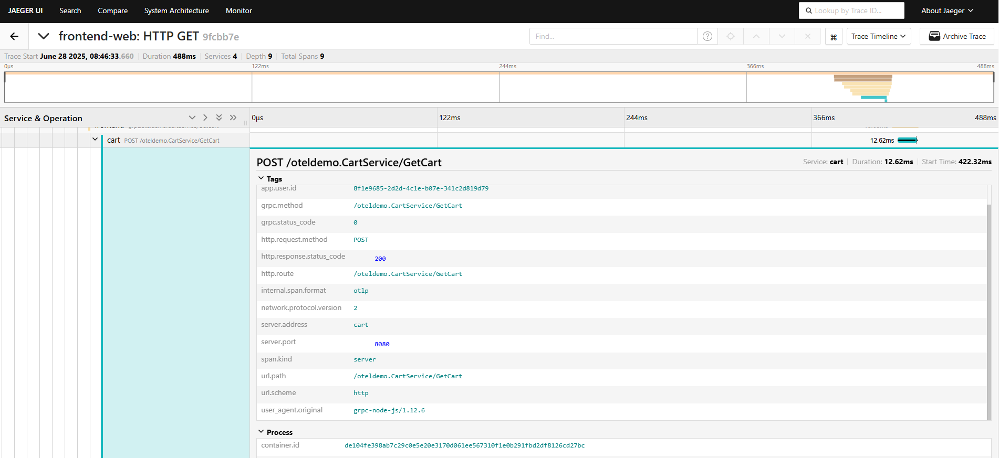 JAEGER UI Search Compare System Architecture Monitor Lookup by Trace ID... About Jaeger
frontend-web: HTTP GET 9fcbb7e Find... ? ⌘ Trace Timeline Archive Trace
Trace Start June 28 2025, 08:46:33.660 Duration 488ms Services 4 Depth 9 Total Spans 9
0μs 122ms 244ms 366ms 488ms
Service & Operation 0μs 122ms 244ms 366ms 488ms
cart POST /oteldemo.CartService/GetCart 12.62ms
POST /oteldemo.CartService/GetCart Service: cart Duration: 12.62ms Start Time: 422.32ms
Tags
app.user.id 8f1e9685-2d2d-4c1e-b07e-341c2d819d79
grpc.method /oteldemo.CartService/GetCart
grpc.status_code 0
http.request.method POST
http.response.status_code 200
http.route /oteldemo.CartService/GetCart
internal.span.format otlp
network.protocol.version 2
server.address cart
server.port 8080
span.kind server
url.path /oteldemo.CartService/GetCart
url.scheme http
user_agent.original grpc-node-js/1.12.6
Process
container.id de104fe398ab7c29c0e5e20e3170d061ee567310f1e0b291fbd2df8126cd27bc